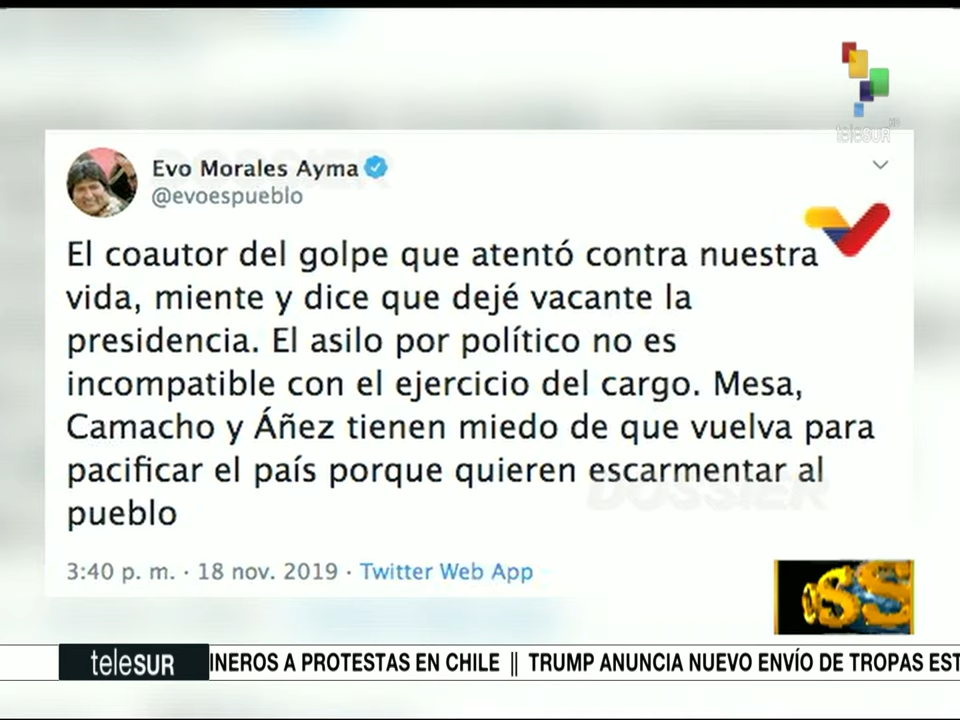 teleSUR HD
Evo Morales Ayma
@evoespueblo
El coautor del golpe que atentó contra nuestra
vida, miente y dice que dejé vacante la
presidencia. El asilo por político no es
incompatible con el ejercicio del cargo. Mesa,
Camacho y Áñez tienen miedo de que vuelva para
pacificar el país porque quieren escarmentar al
pueblo
DOSSIER
3:40 p. m. · 18 nov. 2019 · Twitter Web App
teleSUR INEROS A PROTESTAS EN CHILE || TRUMP ANUNCIA NUEVO ENVÍO DE TROPAS EST